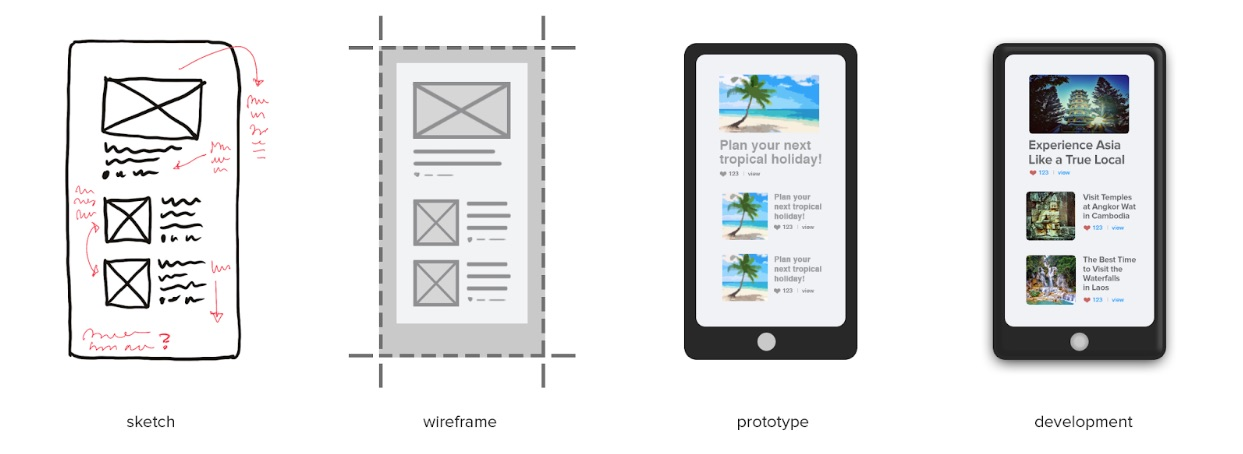 Plan your next
tropical holiday!
123 | view
Plan your
next tropical
holiday!
123 | view
Plan your
next tropical
holiday!
123 | view
Experience Asia
Like a True Local
123 | view
Visit Temples
at Angkor Wat
in Cambodia
123 | view
The Best Time
to Visit the
Waterfalls
in Laos
123 | view
sketch
wireframe
prototype
development